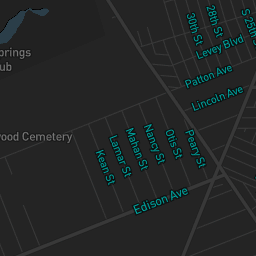 28th St
30th St
S 25th St
Levey Blvd
prings
ub
Patton Ave
Lincoln Ave
wood Cemetery
Peary St
Otis St
Nancy St
Mahan St
Lamar St
Kean St
Edison Ave